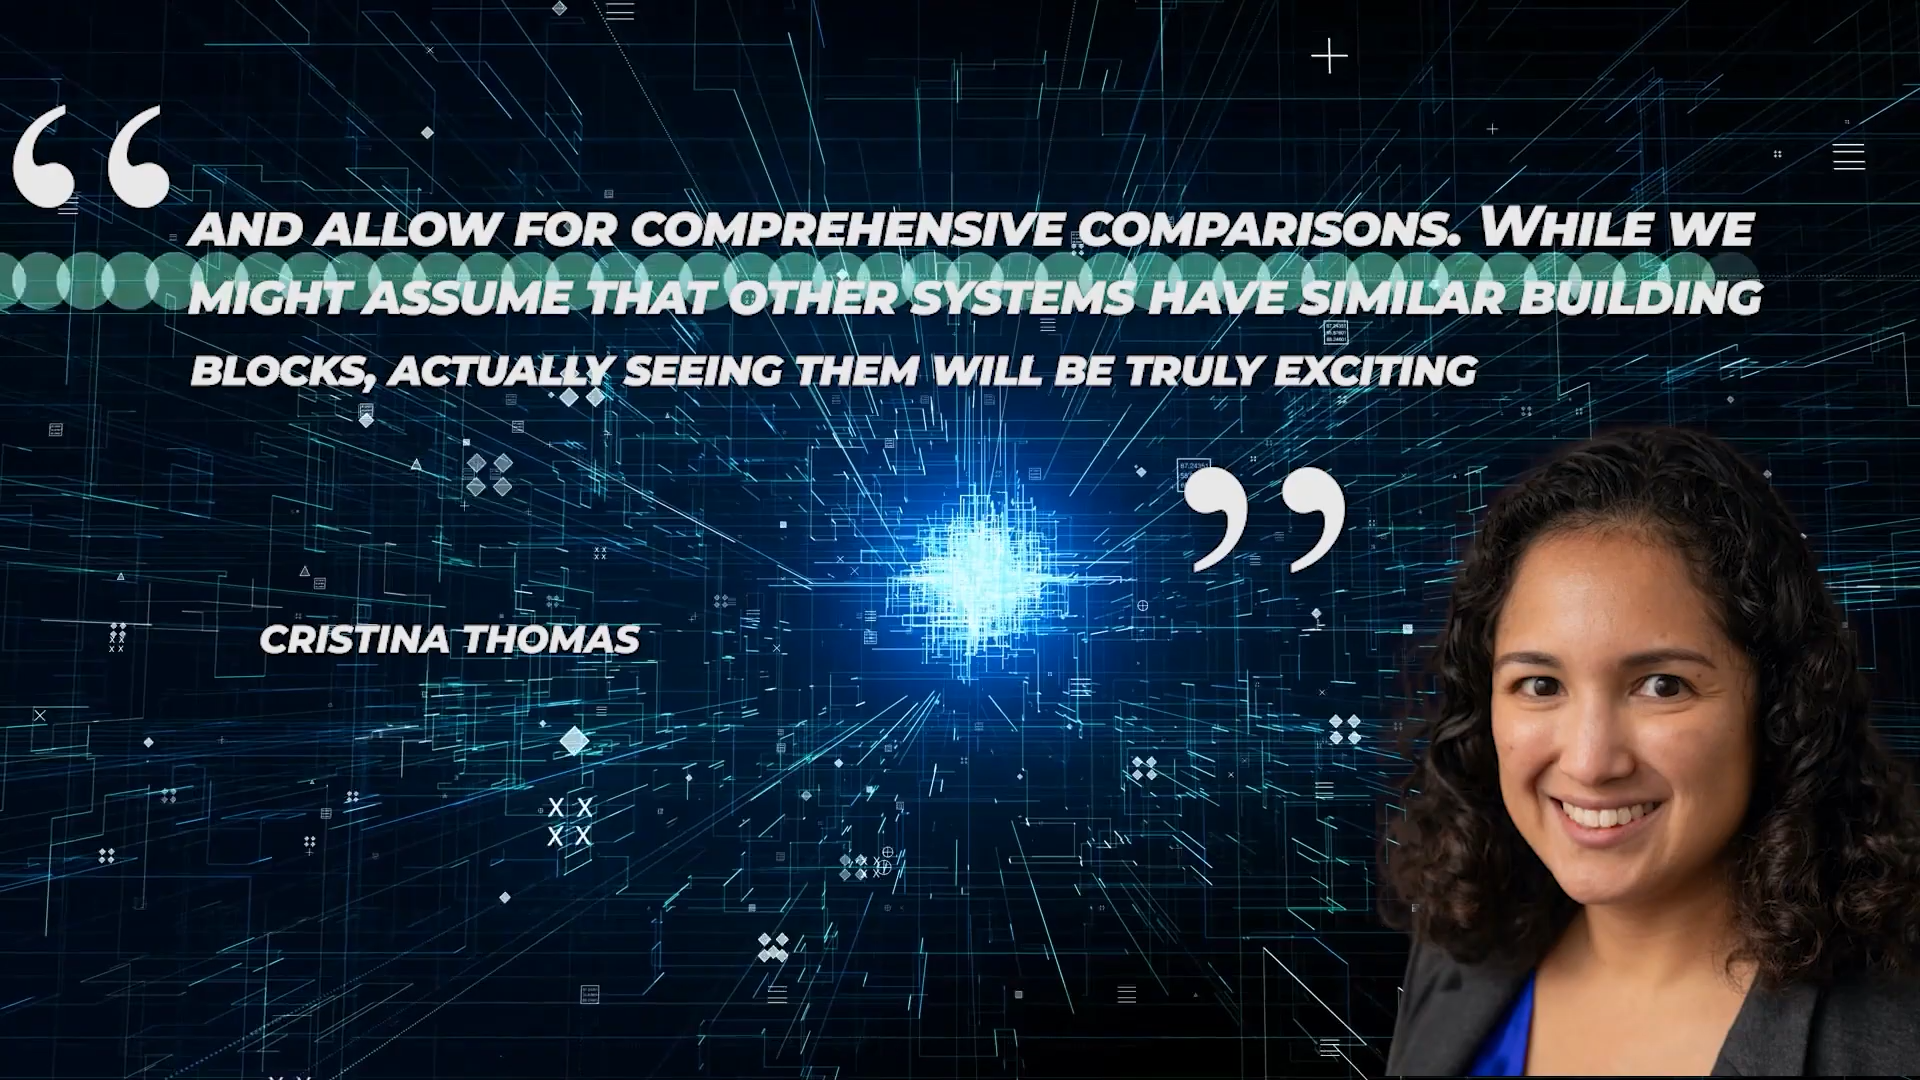 “
AND ALLOW FOR COMPREHENSIVE COMPARISONS. WHILE WE
MIGHT ASSUME THAT OTHER SYSTEMS HAVE SIMILAR BUILDING
BLOCKS, ACTUALLY SEEING THEM WILL BE TRULY EXCITING
”
CRISTINA THOMAS